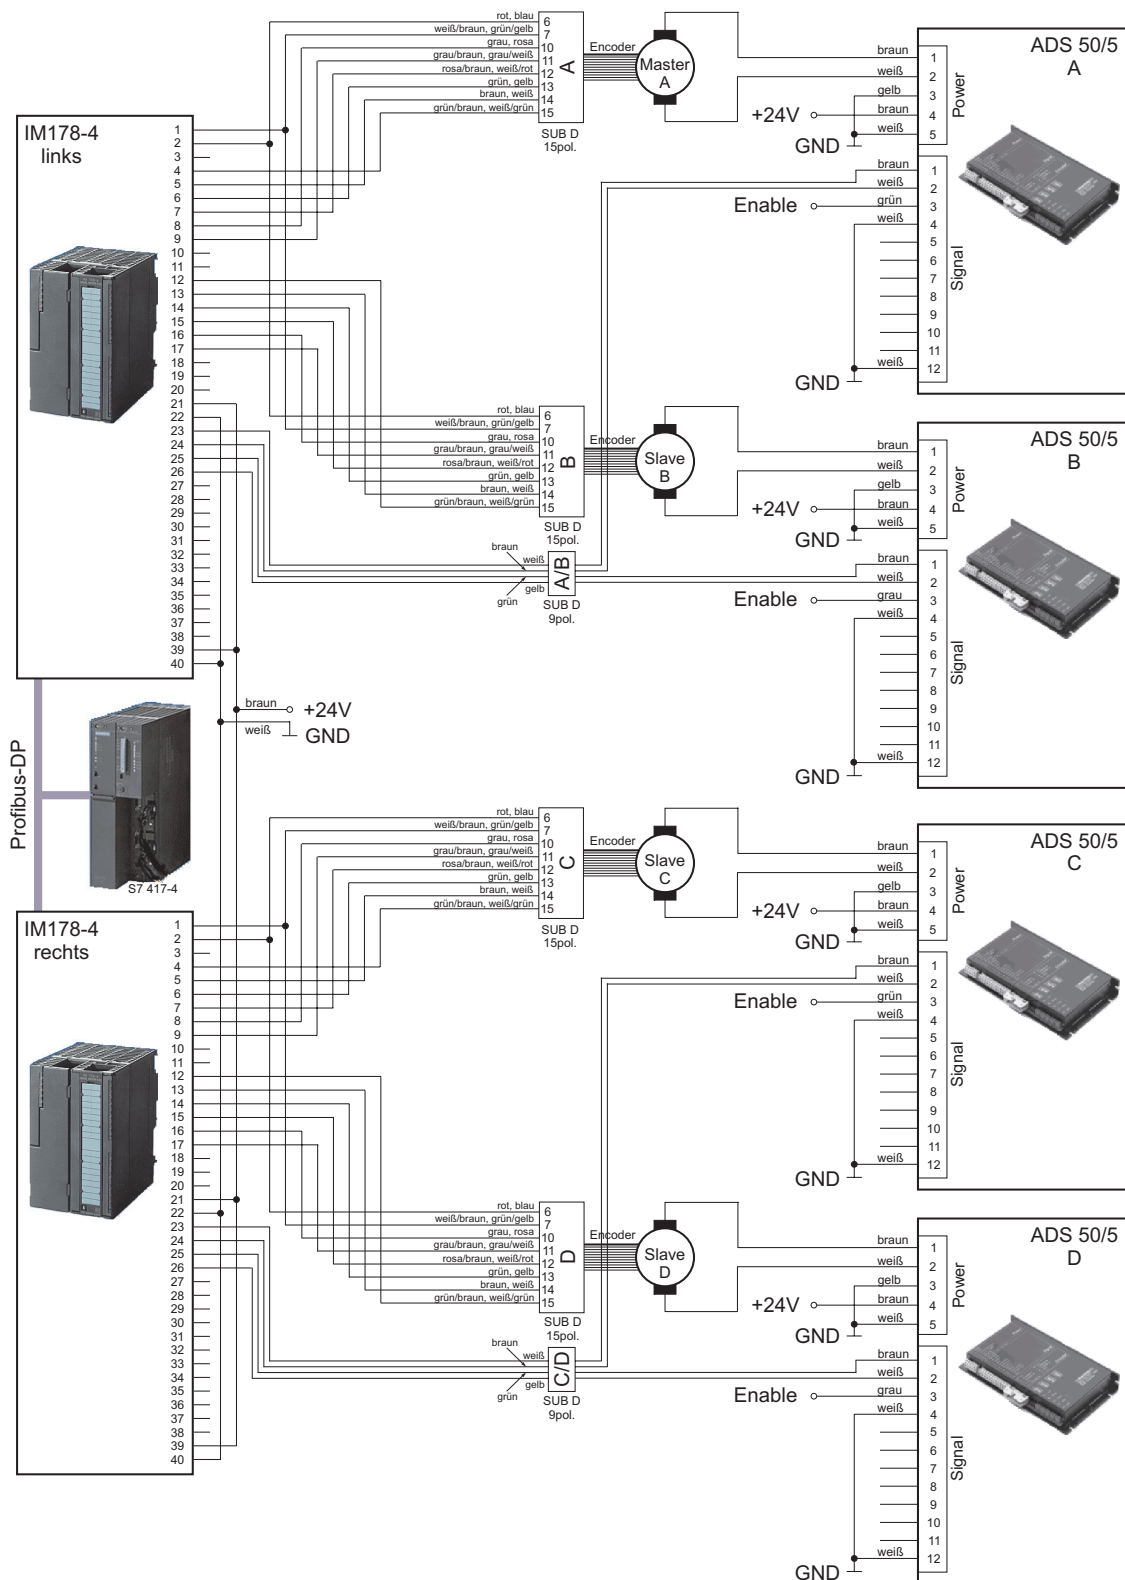 IM178-4
links
1
2
3
4
5
6
7
8
9
10
11
12
13
14
15
16
17
18
19
20
21
22
23
24
25
26
27
28
29
30
31
32
33
34
35
36
37
38
39
40
rot, blau
weiß/braun, grün/gelb
grau, rosa
grau/braun, grau/weiß
rosa/braun, weiß/rot
grün, gelb
braun, weiß
grün/braun, weiß/grün
6
7
10
11
12
13
14
15
A
SUB D
15pol.
Encoder
Master
A
ADS 50/5
A
braun
weiß
gelb
braun
weiß
1
2
3
4
5
Power
+24V
GND
braun
weiß
grün
weiß
Enable
1
2
3
4
5
6
7
8
9
10
11
12
Signal
weiß
GND
rot, blau
weiß/braun, grün/gelb
grau, rosa
grau/braun, grau/weiß
rosa/braun, weiß/rot
grün, gelb
braun, weiß
grün/braun, weiß/grün
6
7
10
11
12
13
14
15
B
SUB D
15pol.
Encoder
Slave
B
braun
weiß
grün
gelb
A/B
SUB D
9pol.
ADS 50/5
B
braun
weiß
gelb
braun
weiß
1
2
3
4
5
Power
+24V
GND
braun
weiß
grau
weiß
Enable
1
2
3
4
5
6
7
8
9
10
11
12
Signal
weiß
GND
braun
+24V
weiß
GND
Profibus-DP
S7 417-4
IM178-4
rechts
1
2
3
4
5
6
7
8
9
10
11
12
13
14
15
16
17
18
19
20
21
22
23
24
25
26
27
28
29
30
31
32
33
34
35
36
37
38
39
40
rot, blau
weiß/braun, grün/gelb
grau, rosa
grau/braun, grau/weiß
rosa/braun, weiß/rot
grün, gelb
braun, weiß
grün/braun, weiß/grün
6
7
10
11
12
13
14
15
C
SUB D
15pol.
Encoder
Slave
C
ADS 50/5
C
braun
weiß
gelb
braun
weiß
1
2
3
4
5
Power
+24V
GND
braun
weiß
grün
weiß
Enable
1
2
3
4
5
6
7
8
9
10
11
12
Signal
weiß
GND
rot, blau
weiß/braun, grün/gelb
grau, rosa
grau/braun, grau/weiß
rosa/braun, weiß/rot
grün, gelb
braun, weiß
grün/braun, weiß/grün
6
7
10
11
12
13
14
15
D
SUB D
15pol.
Encoder
Slave
D
braun
weiß
grün
gelb
C/D
SUB D
9pol.
ADS 50/5
D
braun
weiß
gelb
braun
weiß
1
2
3
4
5
Power
+24V
GND
braun
weiß
grau
weiß
Enable
1
2
3
4
5
6
7
8
9
10
11
12
Signal
weiß
GND